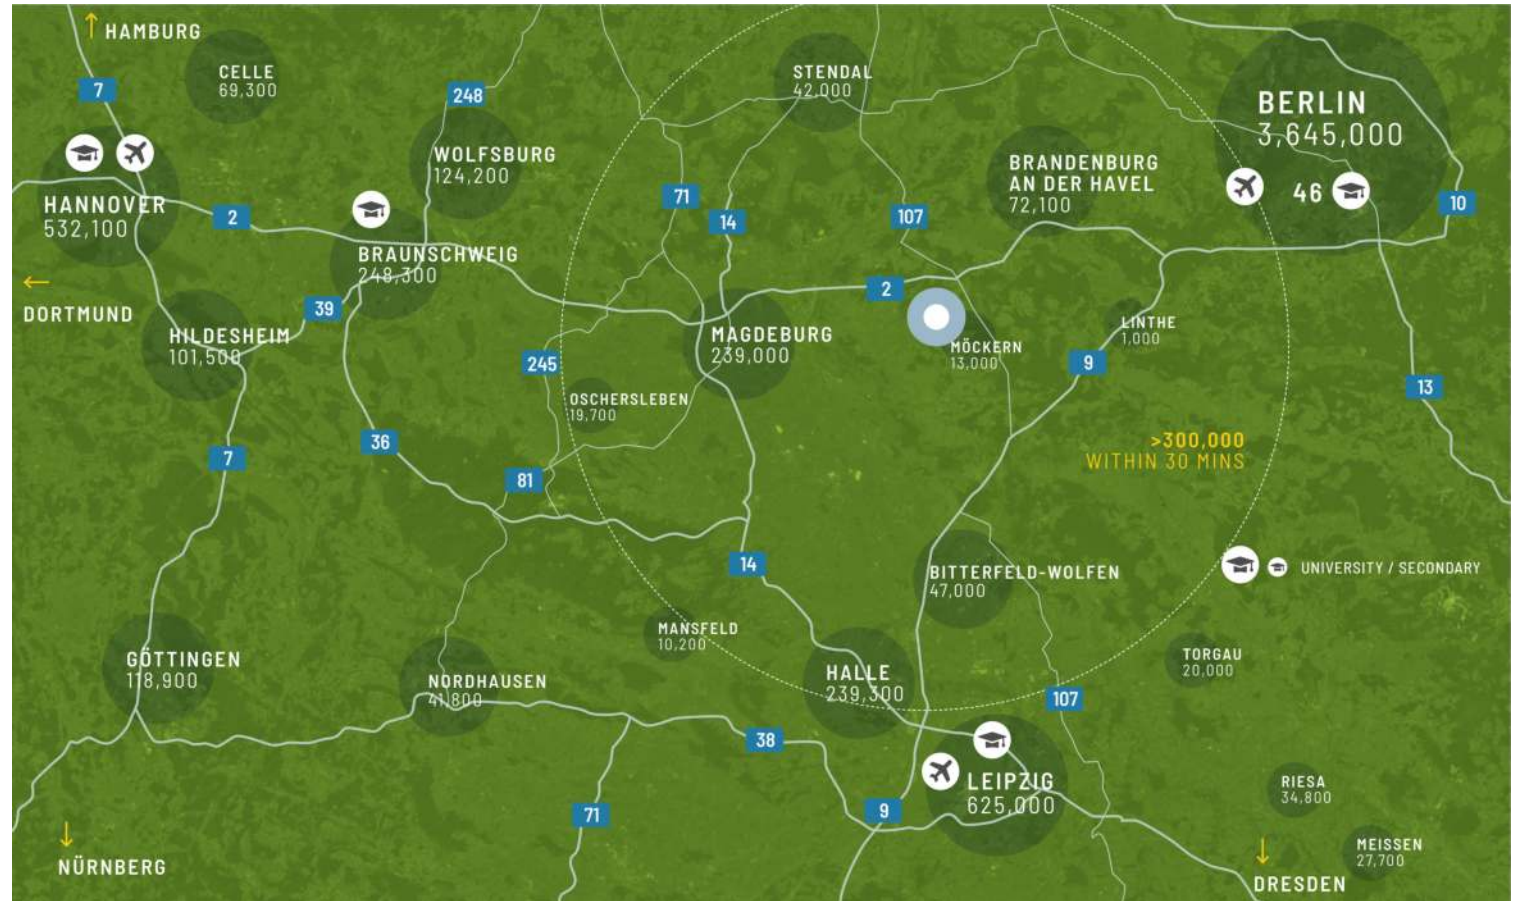 HAMBURG
CELLE
69,300
7
248
STENDAL
42,000
BERLIN
3,645,000
46
WOLFSBURG
124,200
BRANDENBURG
AN DER HAVEL
72,100
HANNOVER
532,100
2
71
14
107
10
BRAUNSCHWEIG
248,300
DORTMUND
39
2
HILDESHEIM
101,500
MAGDEBURG
239,000
MÖCKERN
13,000
LINTHE
1,000
245
9
13
OSCHERSLEBEN
19,700
7
36
81
>300,000
WITHIN 30 MINS
14
BITTERFELD-WOLFEN
47,000
UNIVERSITY / SECONDARY
MANSFELD
10,200
GÖTTINGEN
118,900
NORDHAUSEN
41,800
HALLE
239,300
TORGAU
20,000
107
38
LEIPZIG
625,000
RIESA
34,800
71
9
NÜRNBERG
MEISSEN
27,700
DRESDEN